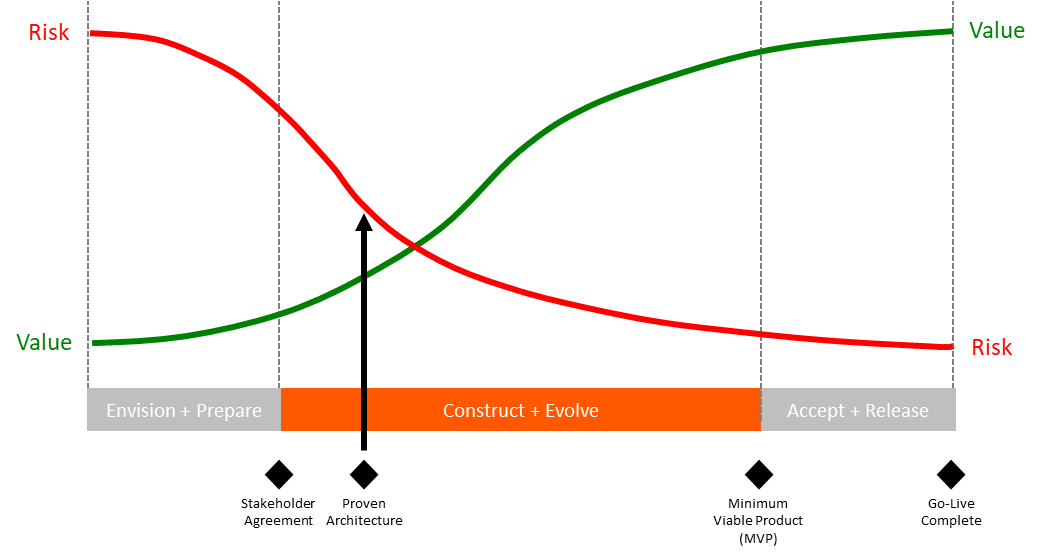 Risk
Value
Value
Risk
Envision + Prepare
Construct + Evolve
Accept + Release
Stakeholder
Agreement
Proven
Architecture
Minimum
Viable Product
(MVP)
Go-Live
Complete